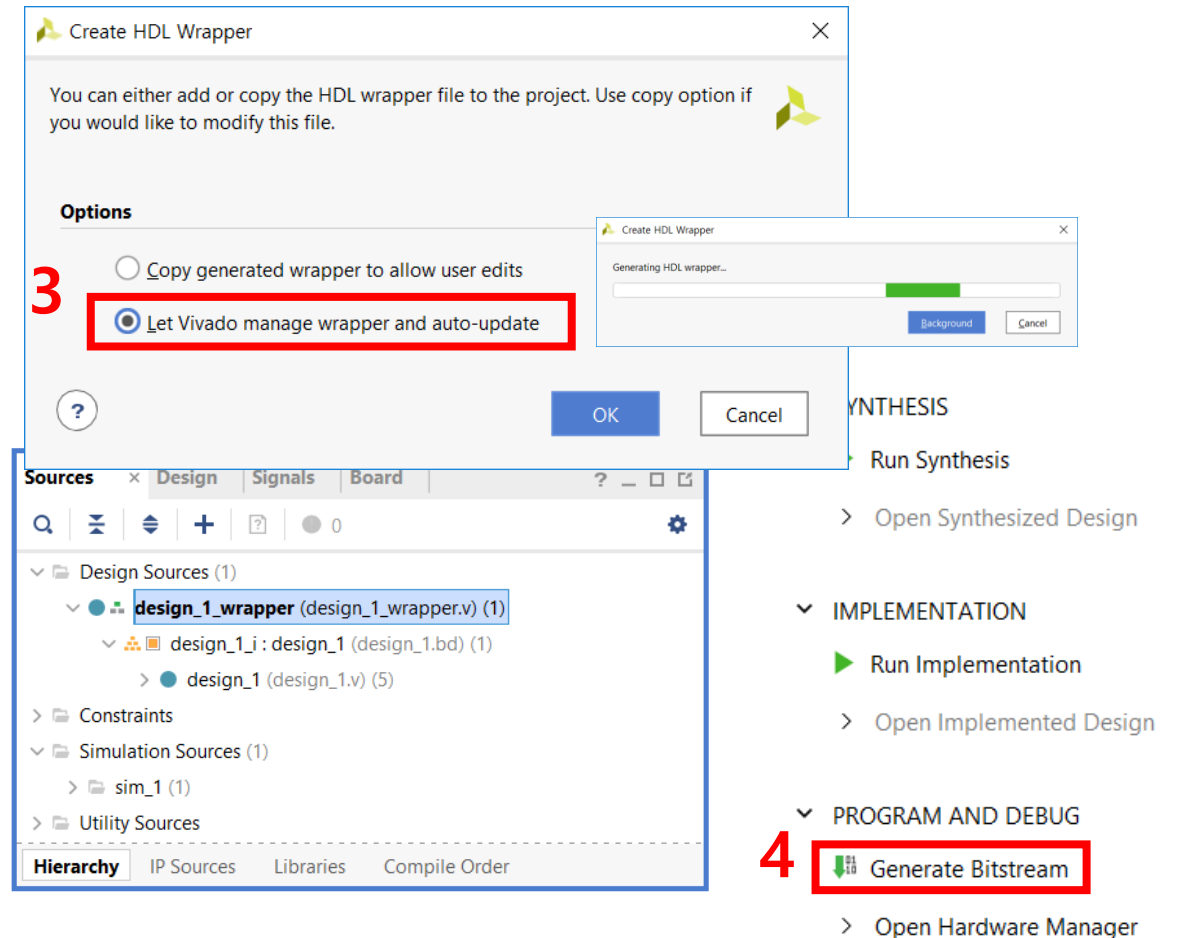 Create HDL Wrapper
You can either add or copy the HDL wrapper file to the project. Use copy option if
you would like to modify this file.
Options
3
Copy generated wrapper to allow user edits
Let Vivado manage wrapper and auto-update
?
OK
Cancel
Create HDL Wrapper
Generating HDL wrapper...
Background
Cancel
Sources
Design
Signals
Board
?
0
Design Sources (1)
design_1_wrapper (design_1_wrapper.v) (1)
design_1_i : design_1 (design_1.bd) (1)
design_1 (design_1.v) (5)
Constraints
Simulation Sources (1)
sim_1 (1)
Utility Sources
Hierarchy
IP Sources
Libraries
Compile Order
YNTHESIS
Run Synthesis
Open Synthesized Design
IMPLEMENTATION
Run Implementation
Open Implemented Design
PROGRAM AND DEBUG
4
Generate Bitstream
Open Hardware Manager